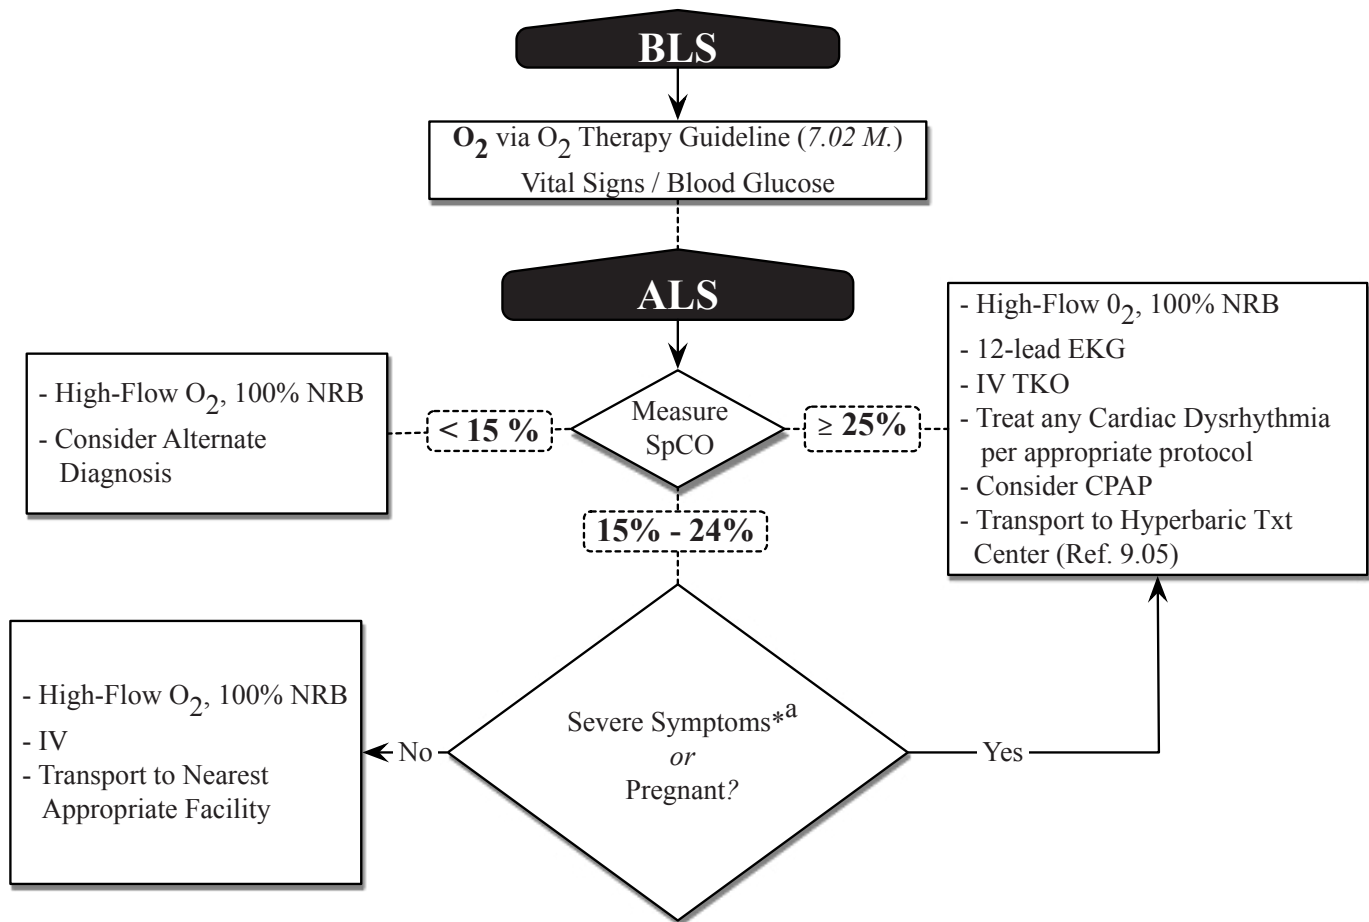 BLS
O2 via O2 Therapy Guideline (7.02 M.)
Vital Signs / Blood Glucose
ALS
- High-Flow O2, 100% NRB
- Consider Alternate
Diagnosis
< 15 %
Measure
SpCO
≥ 25%
- High-Flow 02, 100% NRB
- 12-lead EKG
- IV TKO
- Treat any Cardiac Dysrhythmia
per appropriate protocol
- Consider CPAP
- Transport to Hyperbaric Txt
Center (Ref. 9.05)
15% - 24%
- High-Flow O2, 100% NRB
- IV
- Transport to Nearest
Appropriate Facility
No
Severe Symptoms*a
or
Pregnant?
Yes